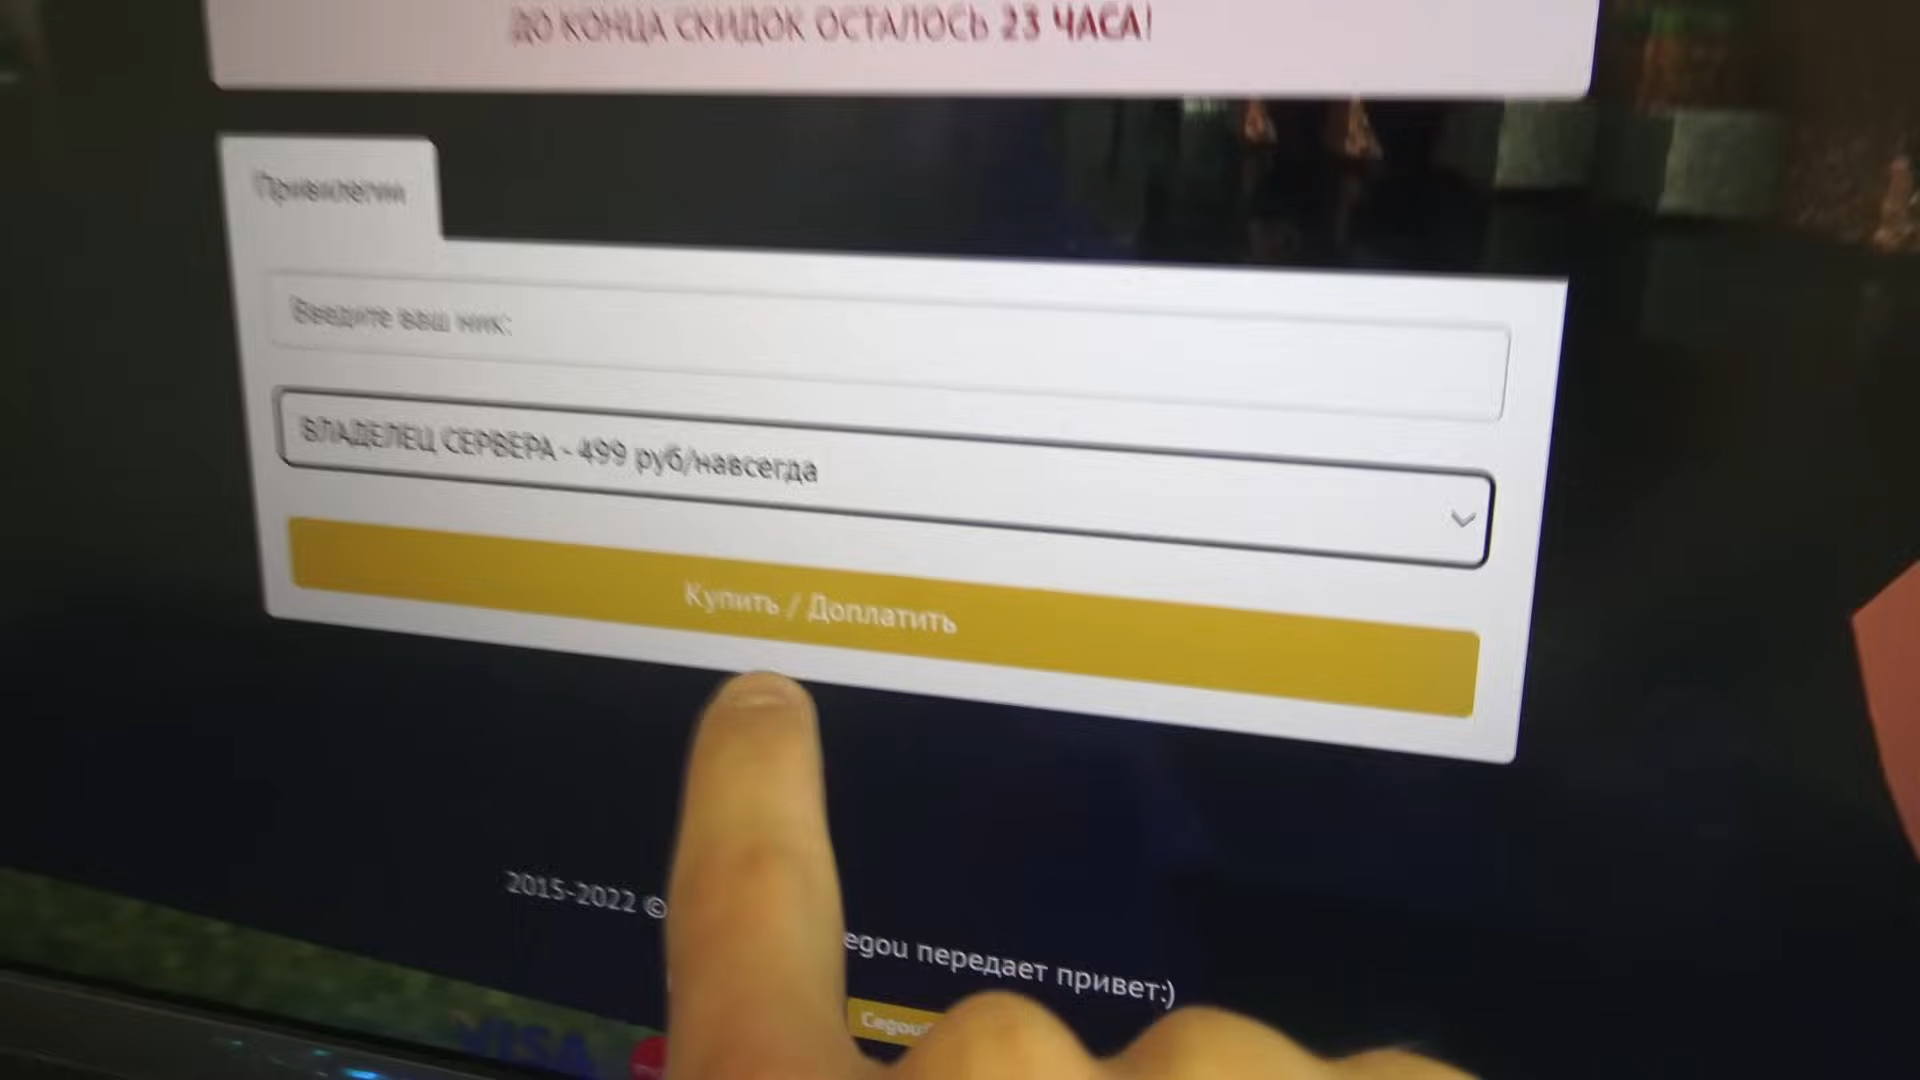 ДО КОНЦА СКИДОК ОСТАЛОСЬ 23 ЧАСА!
Привилегии
Введите ваш ник:
ВЛАДЕЛЕЦ СЕРВЕРА - 499 руб/навсегда
Купить / Доплатить
2015-2022 ©
egou передает привет:)
Cegou
VISA